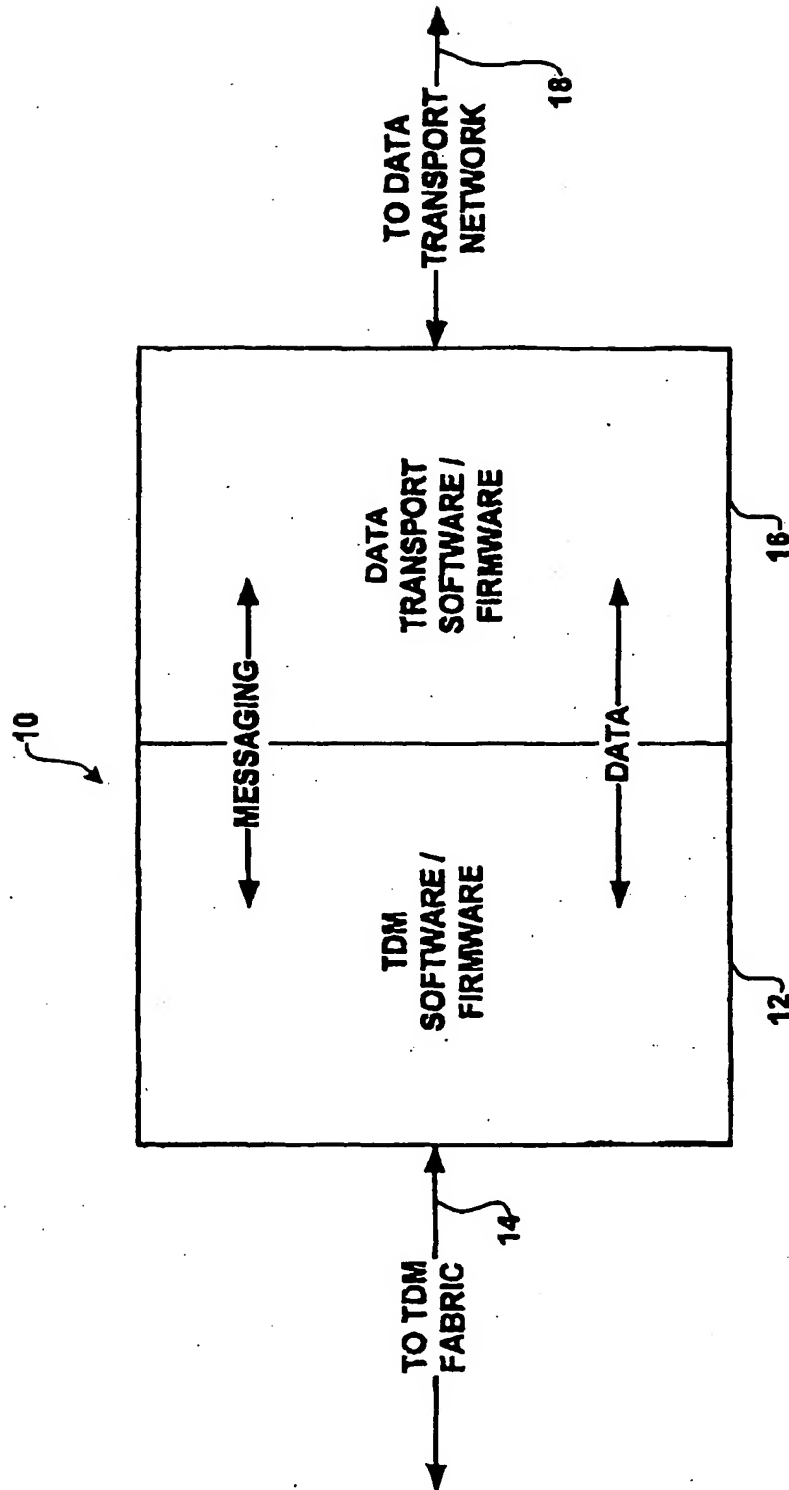 10
MESSAGING
TO TDM
FABRIC
14
TDM
SOFTWARE /
FIRMWARE
DATA
TRANSPORT
SOFTWARE /
FIRMWARE
TO DATA
TRANSPORT
NETWORK
18
DATA
12
16